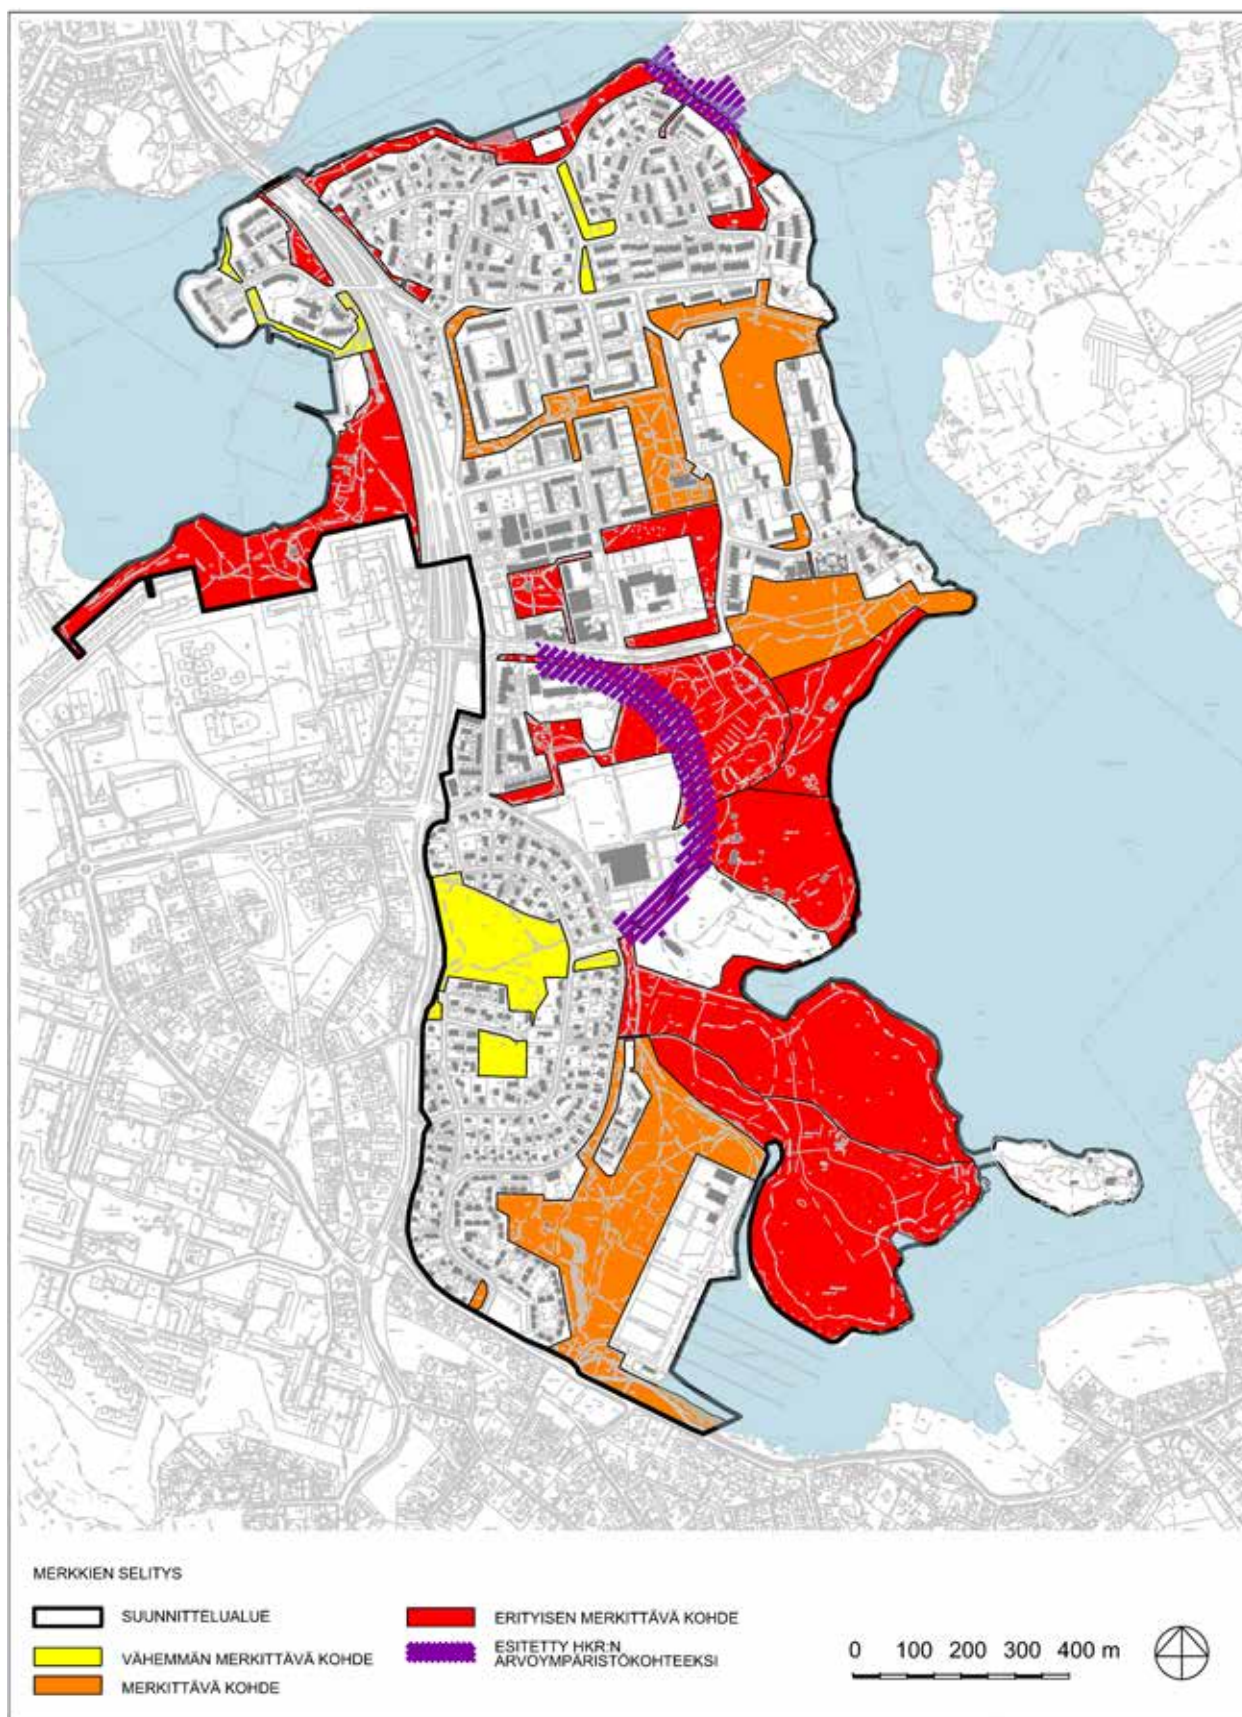 MERKKIEN SELITYS
SUUNNITTELUALUE
VÄHEMMÄN MERKITTÄVÄ KOHDE
MERKITTÄVÄ KOHDE
ERITYISEN MERKITTÄVÄ KOHDE
ESITETTY HKR:N
ARVOYMPÄRISTÖKOHTEEKSI
0 100 200 300 400 m